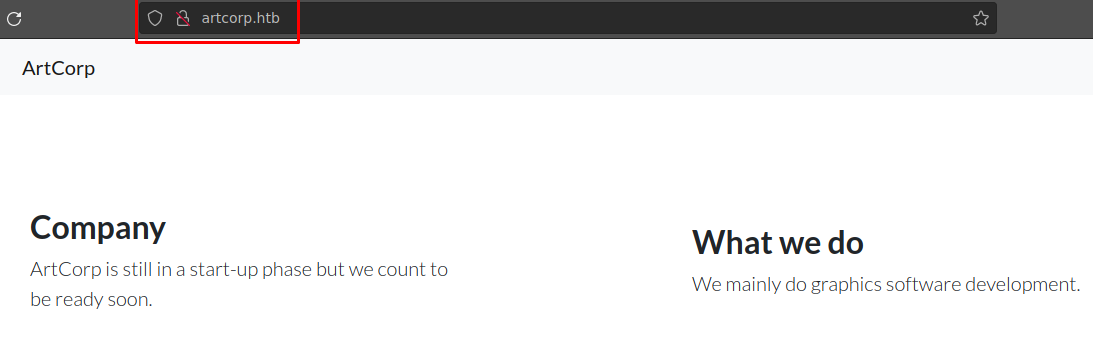 artcorp.htb
ArtCorp
Company
ArtCorp is still in a start-up phase but we count to
be ready soon.
What we do
We mainly do graphics software development.